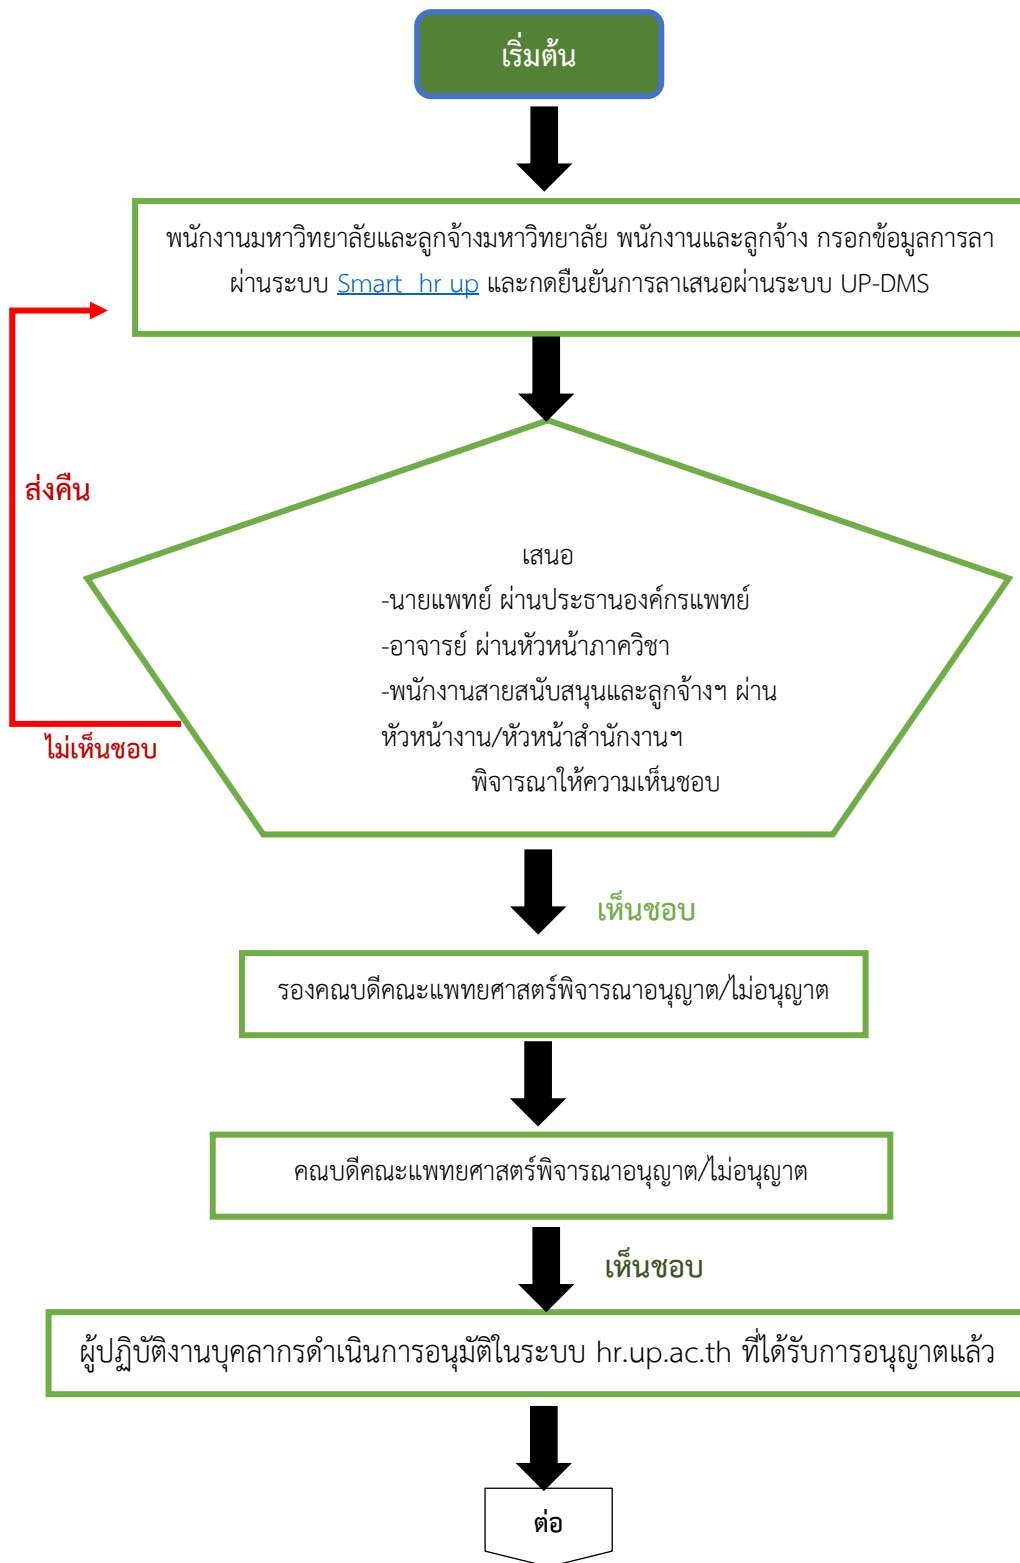 เริ่มต้น
พนักงานมหาวิทยาลัยและลูกจ้างมหาวิทยาลัย พนักงานและลูกจ้าง กรอกข้อมูลการลา
ผ่านระบบ Smart hr up และกดยืนยันการลาเสนอผ่านระบบ UP-DMS
ส่งคืน
เสนอ
-นายแพทย์ ผ่านประธานองค์กรแพทย์
-อาจารย์ ผ่านหัวหน้าภาควิชา
-พนักงานสายสนับสนุนและลูกจ้างฯ ผ่าน
หัวหน้างาน/หัวหน้าสำนักงานฯ
พิจารณาให้ความเห็นชอบ
ไม่เห็นชอบ
เห็นชอบ
รองคณบดีคณะแพทยศาสตร์พิจารณาอนุญาต/ไม่อนุญาต
คณบดีคณะแพทยศาสตร์พิจารณาอนุญาต/ไม่อนุญาต
เห็นชอบ
ผู้ปฏิบัติงานบุคลากรดำเนินการอนุมัติในระบบ hr.up.ac.th ที่ได้รับการอนุญาตแล้ว
ต่อ